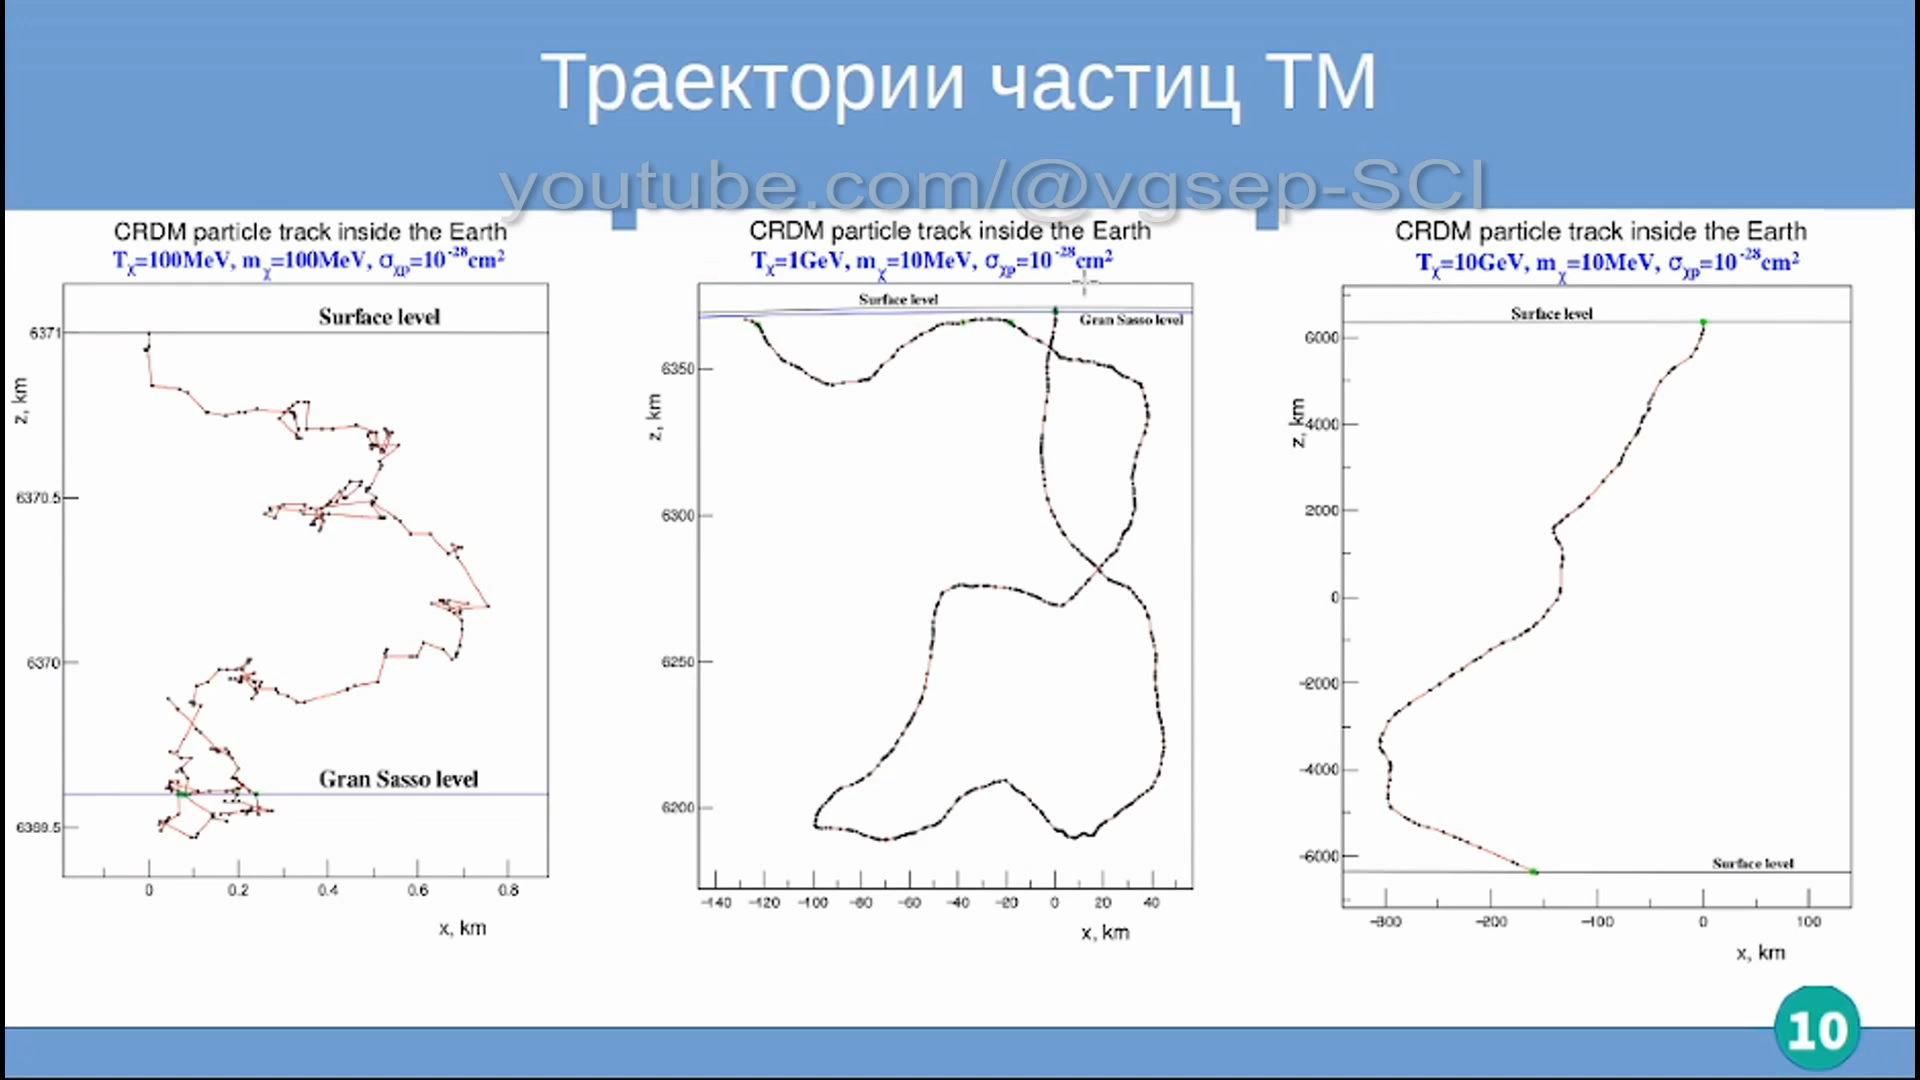 Траектории частиц ТМ
youtube.com/@vgsep-SCI
CRDM particle track inside the Earth
Tχ=100MeV, mχ=100MeV, σχp=10⁻²⁸cm²
Surface level
6371
6370.5
6370
6369.5
z, km
Gran Sasso level
0 0.2 0.4 0.6 0.8
x, km
CRDM particle track inside the Earth
Tχ=1GeV, mχ=10MeV, σχp=10⁻²⁸cm²
Surface level
Gran Sasso level
6350
6300
6250
6200
z, km
−140 −120 −100 −80 −60 −40 −20 0 20 40
x, km
CRDM particle track inside the Earth
Tχ=10GeV, mχ=10MeV, σχp=10⁻²⁸cm²
Surface level
6000
4000
2000
0
−2000
−4000
−6000
z, km
Surface level
−300 −200 −100 0 100
x, km
10